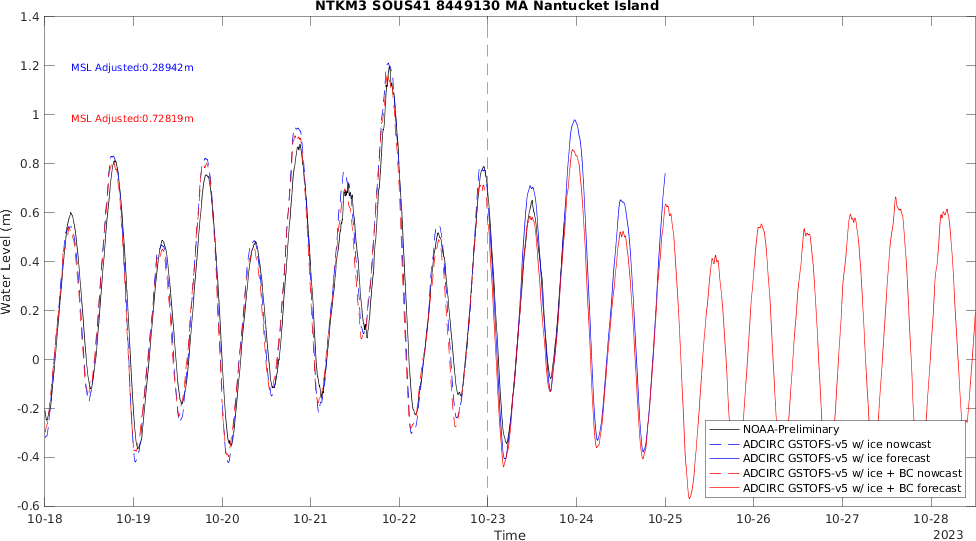 NTKM3 SOUS41 8449130 MA Nantucket Island
1.4
1.2
1
0.8
0.6
0.4
0.2
0
-0.2
-0.4
-0.6
Water Level (m)
MSL Adjusted:0.28942m
MSL Adjusted:0.72819m
NOAA-Preliminary
ADCIRC GSTOFS-v5 w/ ice nowcast
ADCIRC GSTOFS-v5 w/ ice forecast
ADCIRC GSTOFS-v5 w/ ice + BC nowcast
ADCIRC GSTOFS-v5 w/ ice + BC forecast
10-18 10-19 10-20 10-21 10-22 10-23 10-24 10-25 10-26 10-27 10-28
Time
2023